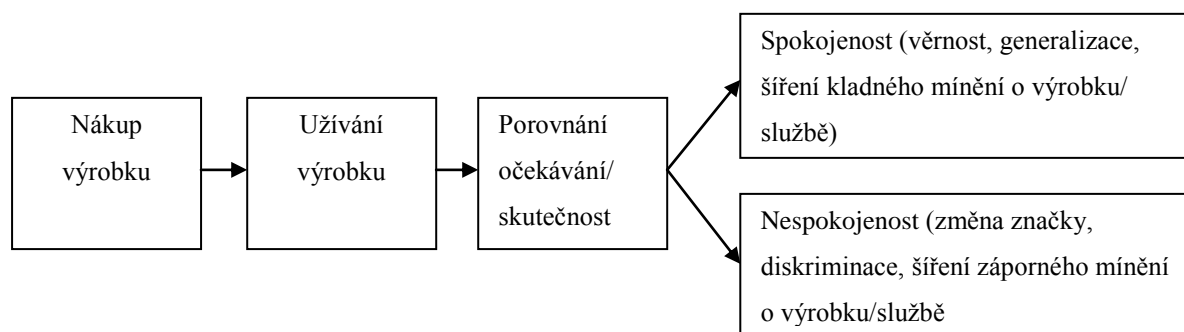 Nákup
výrobku
Užívání
výrobku
Porovnání
očekávání/
skutečnost
Spokojenost (věrnost, generalizace,
šíření kladného mínění o výrobku/
službě)
Nespokojenost (změna značky,
diskriminace, šíření záporného mínění
o výrobku/službě